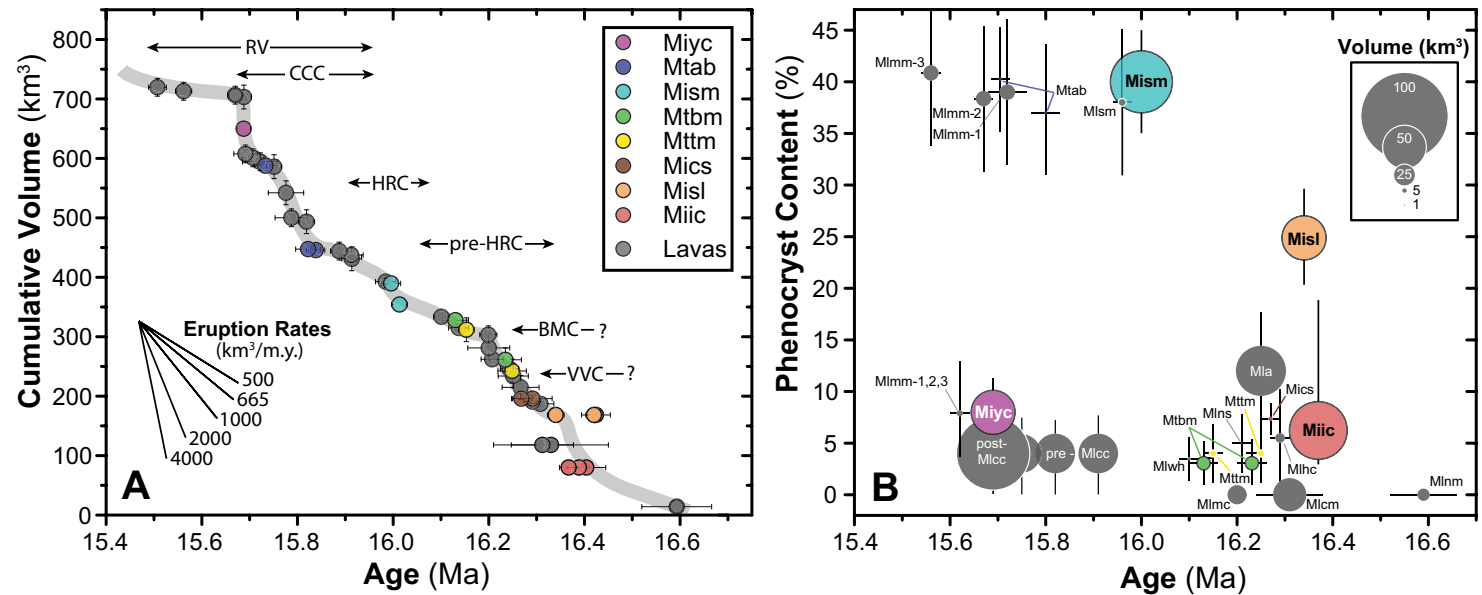 A
Cumulative Volume (km³)
800
700
600
500
400
300
200
100
0
15.4
15.6
15.8
16.0
16.2
16.4
16.6
Age (Ma)
RV
CCC
HRC
pre-HRC
BMC – ?
VVC – ?
Eruption Rates
(km³/m.y.)
500
665
1000
2000
4000
Miyc
Mtab
Mism
Mtbm
Mttm
Mics
Misl
Miic
Lavas
B
Phenocryst Content (%)
45
40
35
30
25
20
15
10
5
0
15.4
15.6
15.8
16.0
16.2
16.4
16.6
Age (Ma)
Volume (km³)
100
50
25
5
1
Mlmm-3
Mlmm-2
Mlmm-1
Mtab
Mlsm
Mism
Misl
Mlmm-1,2,3
Miyc
post-
Mlcc
pre -
Mlcc
Mla
Mttm
Mics
Mlns
Mtbm
Miic
Mlwh
Mttm
Mlhc
Mlmc
Mlcm
Mlnm